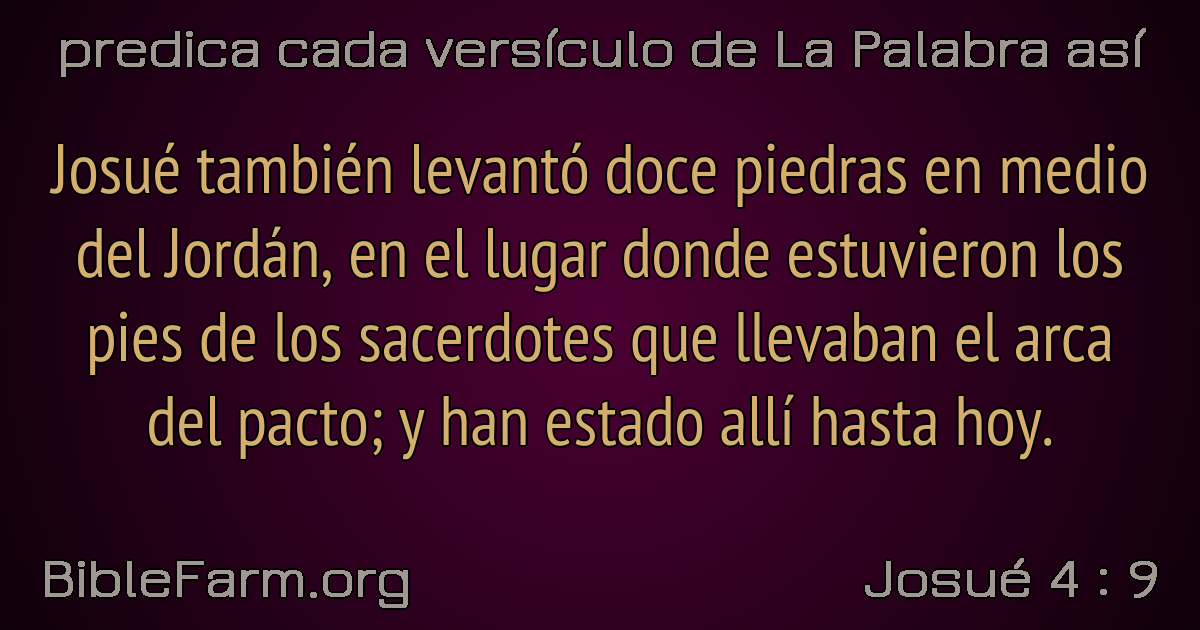 predica cada versículo de La Palabra así
Josué también levantó doce piedras en medio
del Jordán, en el lugar donde estuvieron los
pies de los sacerdotes que llevaban el arca
del pacto; y han estado allí hasta hoy.
BibleFarm.org
Josué 4 : 9